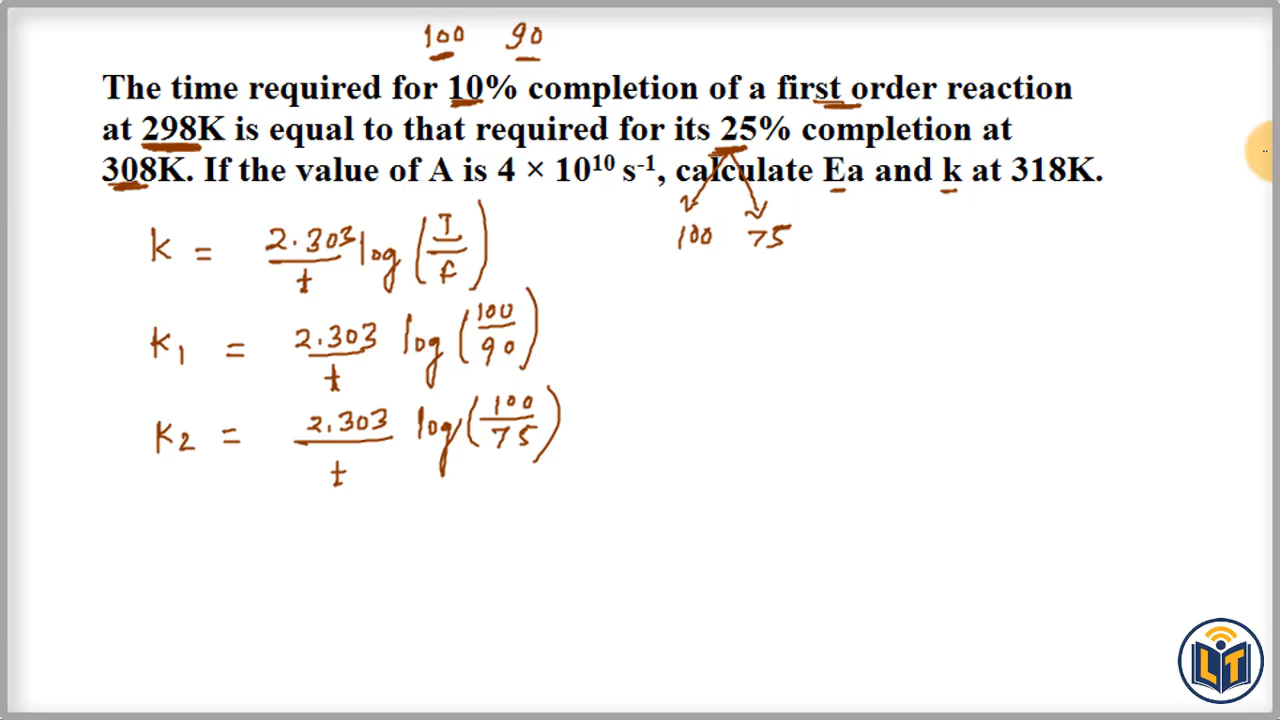 100 90
The time required for 10% completion of a first order reaction
at 298K is equal to that required for its 25% completion at
308K. If the value of A is 4 × 10¹⁰ s⁻¹, calculate Ea and k at 318K.
100 75
k = 2.303/t log (I/f)
k₁ = 2.303/t log (100/90)
k₂ = 2.303/t log (100/75)
LT